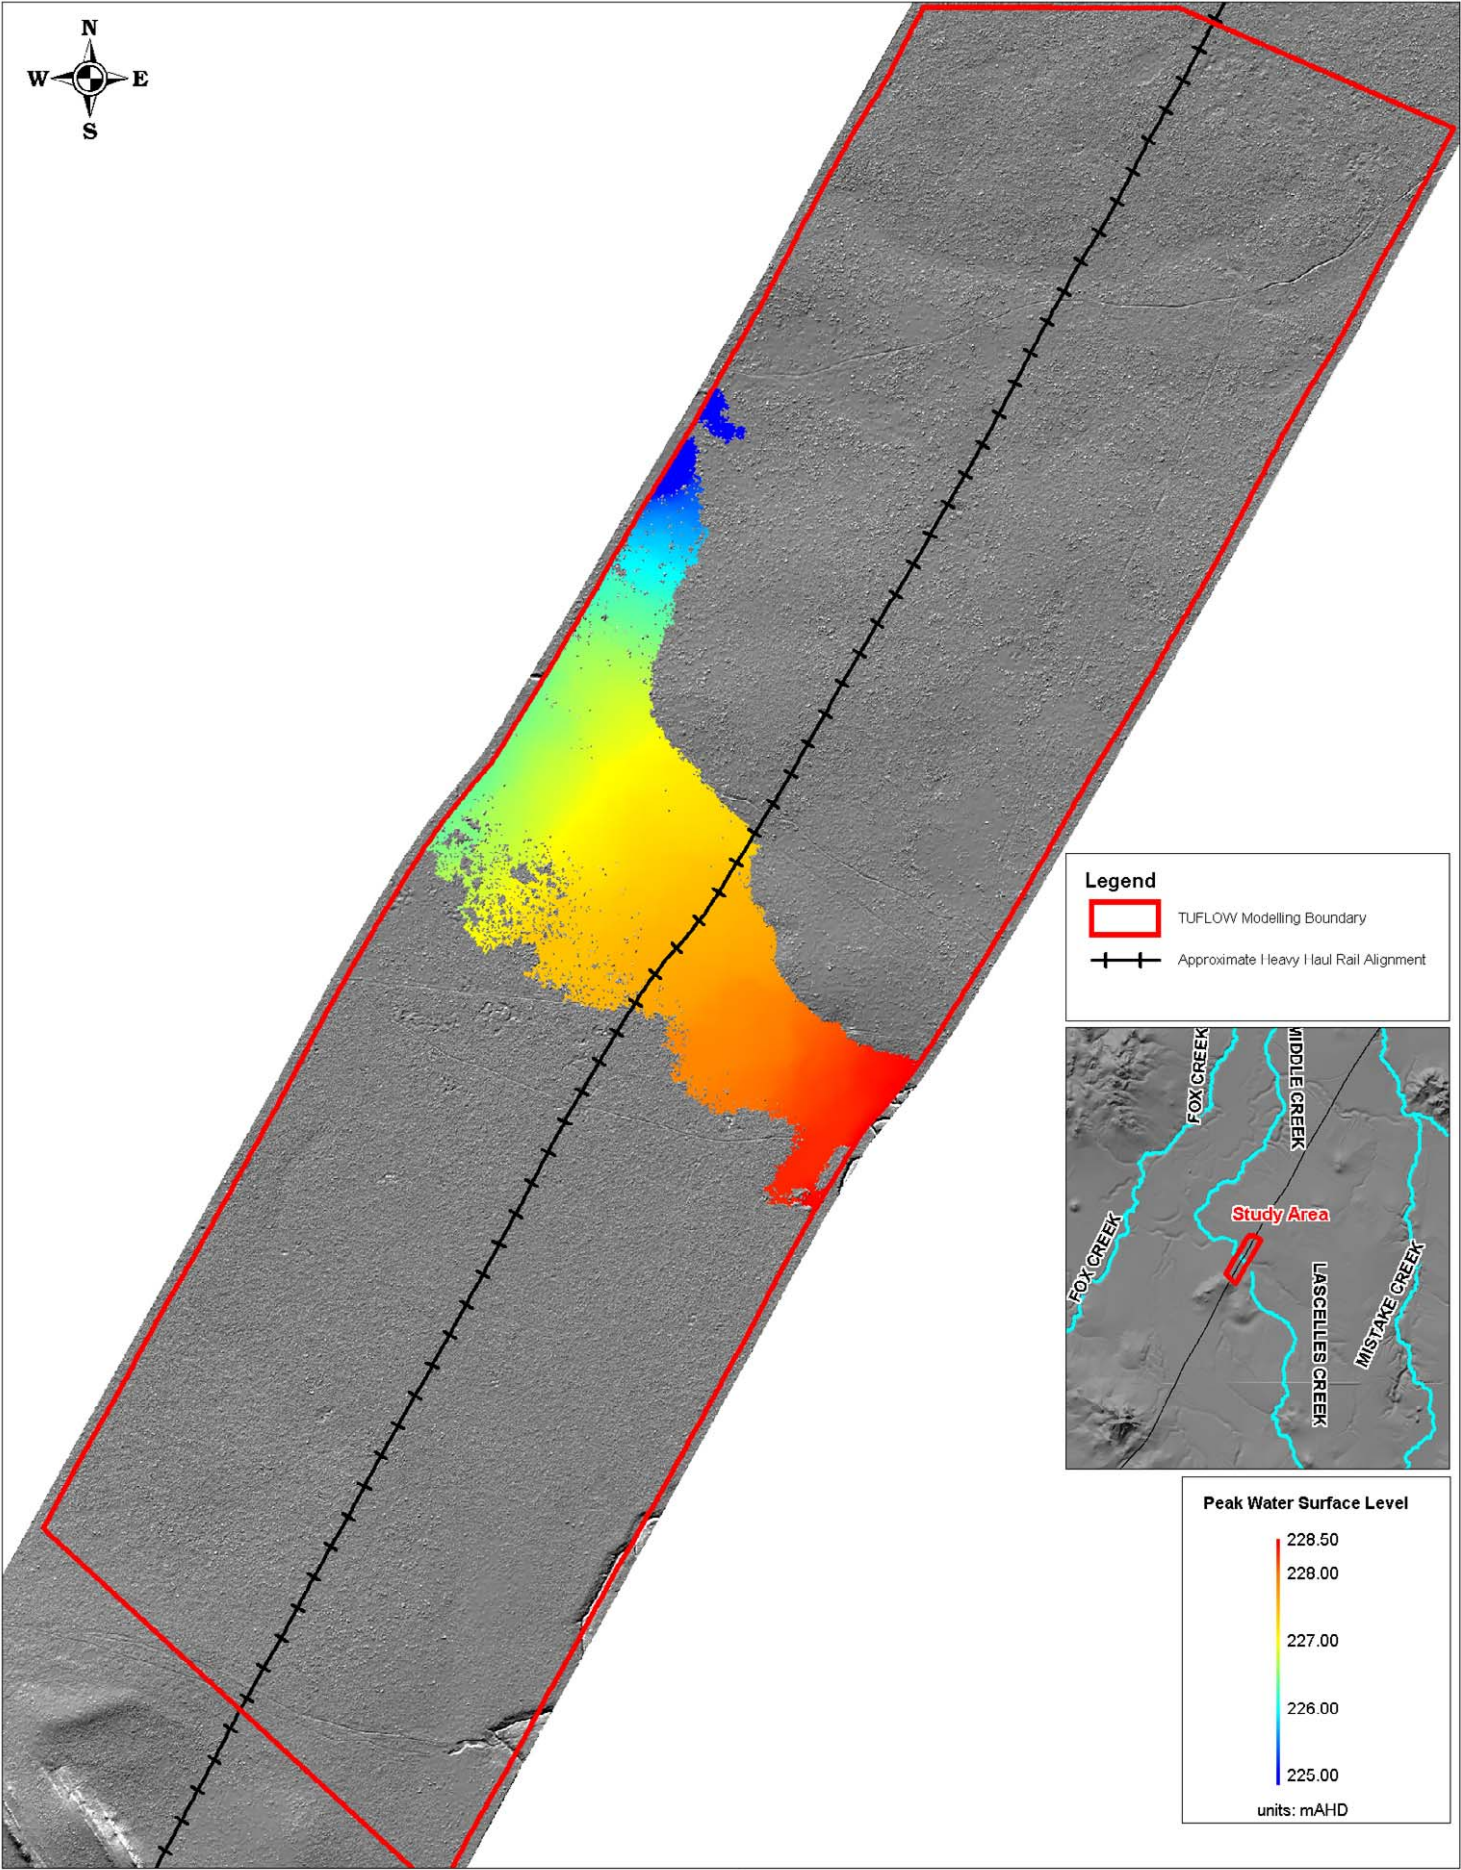 N
W E
S
Legend
TUFLOW Modelling Boundary
Approximate Heavy Haul Rail Alignment
FOX CREEK
MIDDLE CREEK
Study Area
FOX CREEK
LASCELLES CREEK
MISTAKE CREEK
Peak Water Surface Level
228.50
228.00
227.00
226.00
225.00
units: mAHD